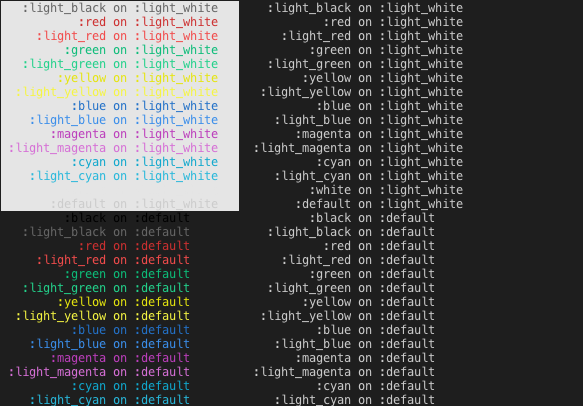 :light_black on :light_white :light_black on :light_white
:red on :light_white :red on :light_white
:light_red on :light_white :light_red on :light_white
:green on :light_white :green on :light_white
:light_green on :light_white :light_green on :light_white
:yellow on :light_white :yellow on :light_white
:light_yellow on :light_white :light_yellow on :light_white
:blue on :light_white :blue on :light_white
:light_blue on :light_white :light_blue on :light_white
:magenta on :light_white :magenta on :light_white
:light_magenta on :light_white :light_magenta on :light_white
:cyan on :light_white :cyan on :light_white
:light_cyan on :light_white :light_cyan on :light_white
:white on :light_white
:default on :light_white :default on :light_white
:black on :default :black on :default
:light_black on :default :light_black on :default
:red on :default :red on :default
:light_red on :default :light_red on :default
:green on :default :green on :default
:light_green on :default :light_green on :default
:yellow on :default :yellow on :default
:light_yellow on :default :light_yellow on :default
:blue on :default :blue on :default
:light_blue on :default :light_blue on :default
:magenta on :default :magenta on :default
:light_magenta on :default :light_magenta on :default
:cyan on :default :cyan on :default
:light_cyan on :default :light_cyan on :default